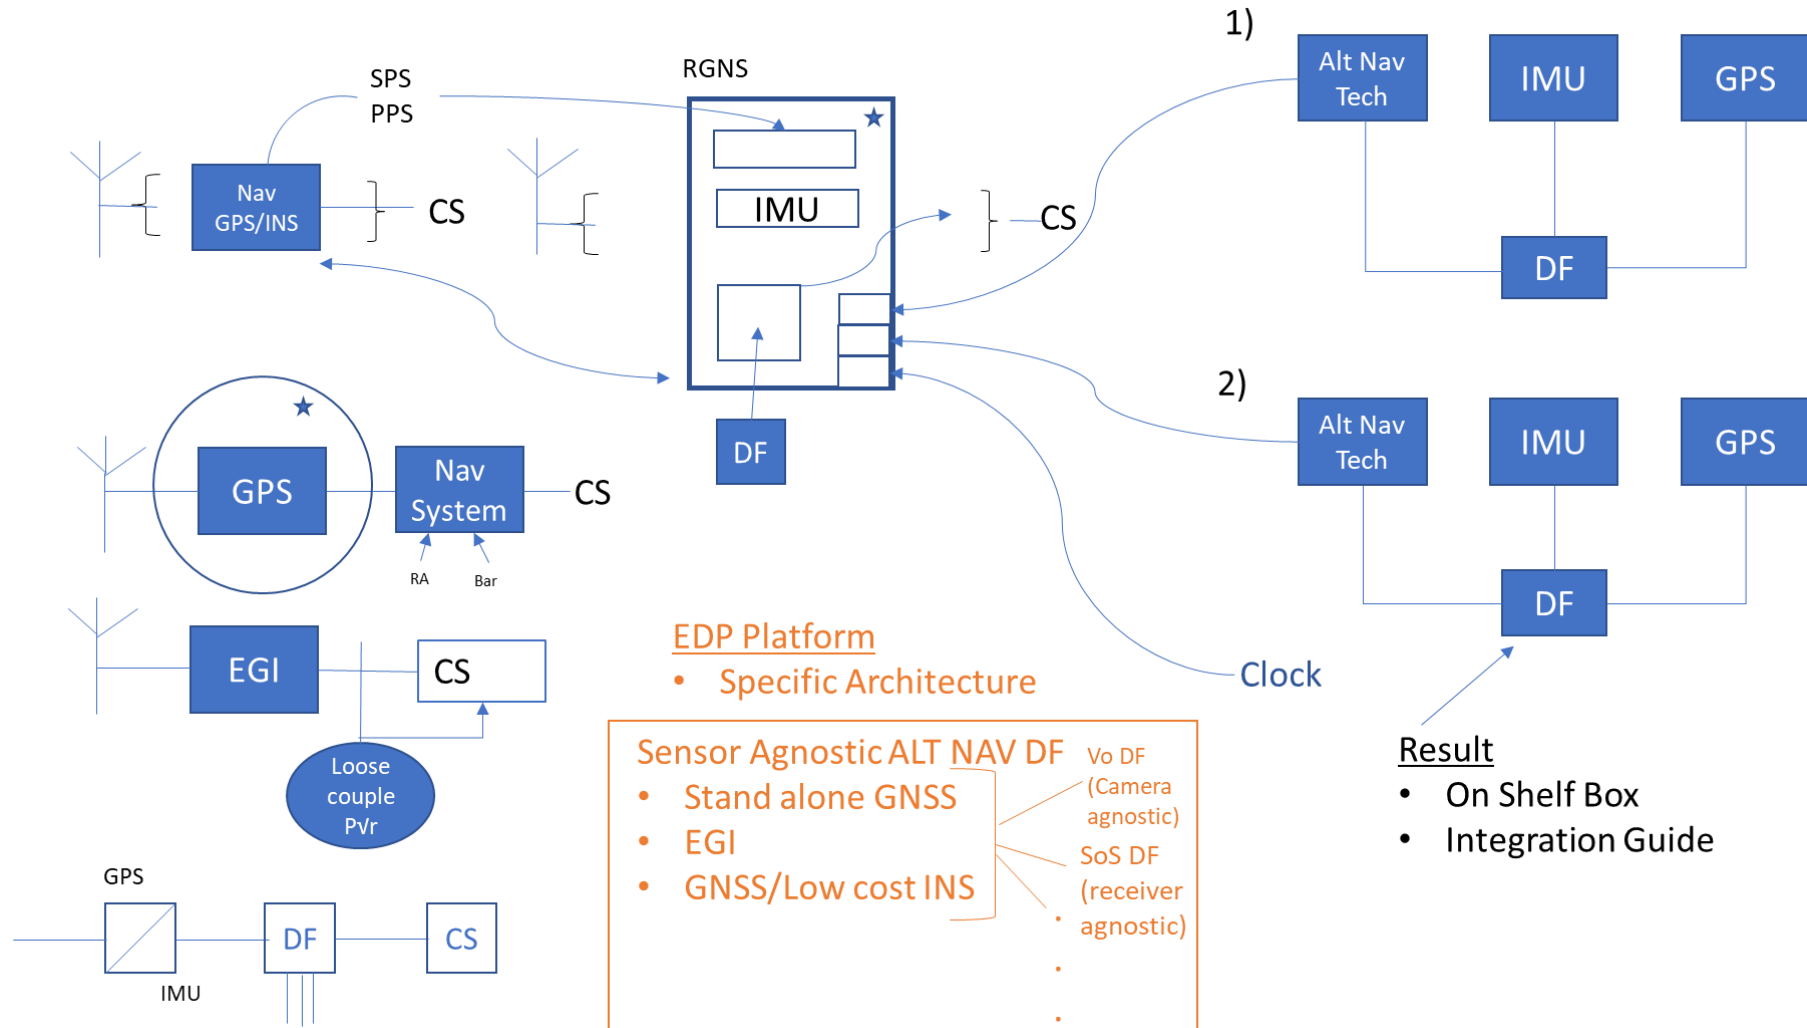 1)
RGNS
SPS
PPS
Alt Nav
Tech
IMU
GPS
Nav
GPS/INS
CS
IMU
CS
DF
2)
Alt Nav
Tech
IMU
GPS
DF
GPS
Nav
System
CS
RA
Bar
DF
EGI
CS
Loose
couple
P√r
EDP Platform
• Specific Architecture
Clock
Sensor Agnostic ALT NAV DF
• Stand alone GNSS
• EGI
• GNSS/Low cost INS
Vo DF
(Camera
agnostic)
SoS DF
(receiver
agnostic)
.
.
.
Result
• On Shelf Box
• Integration Guide
GPS
IMU
DF
CS